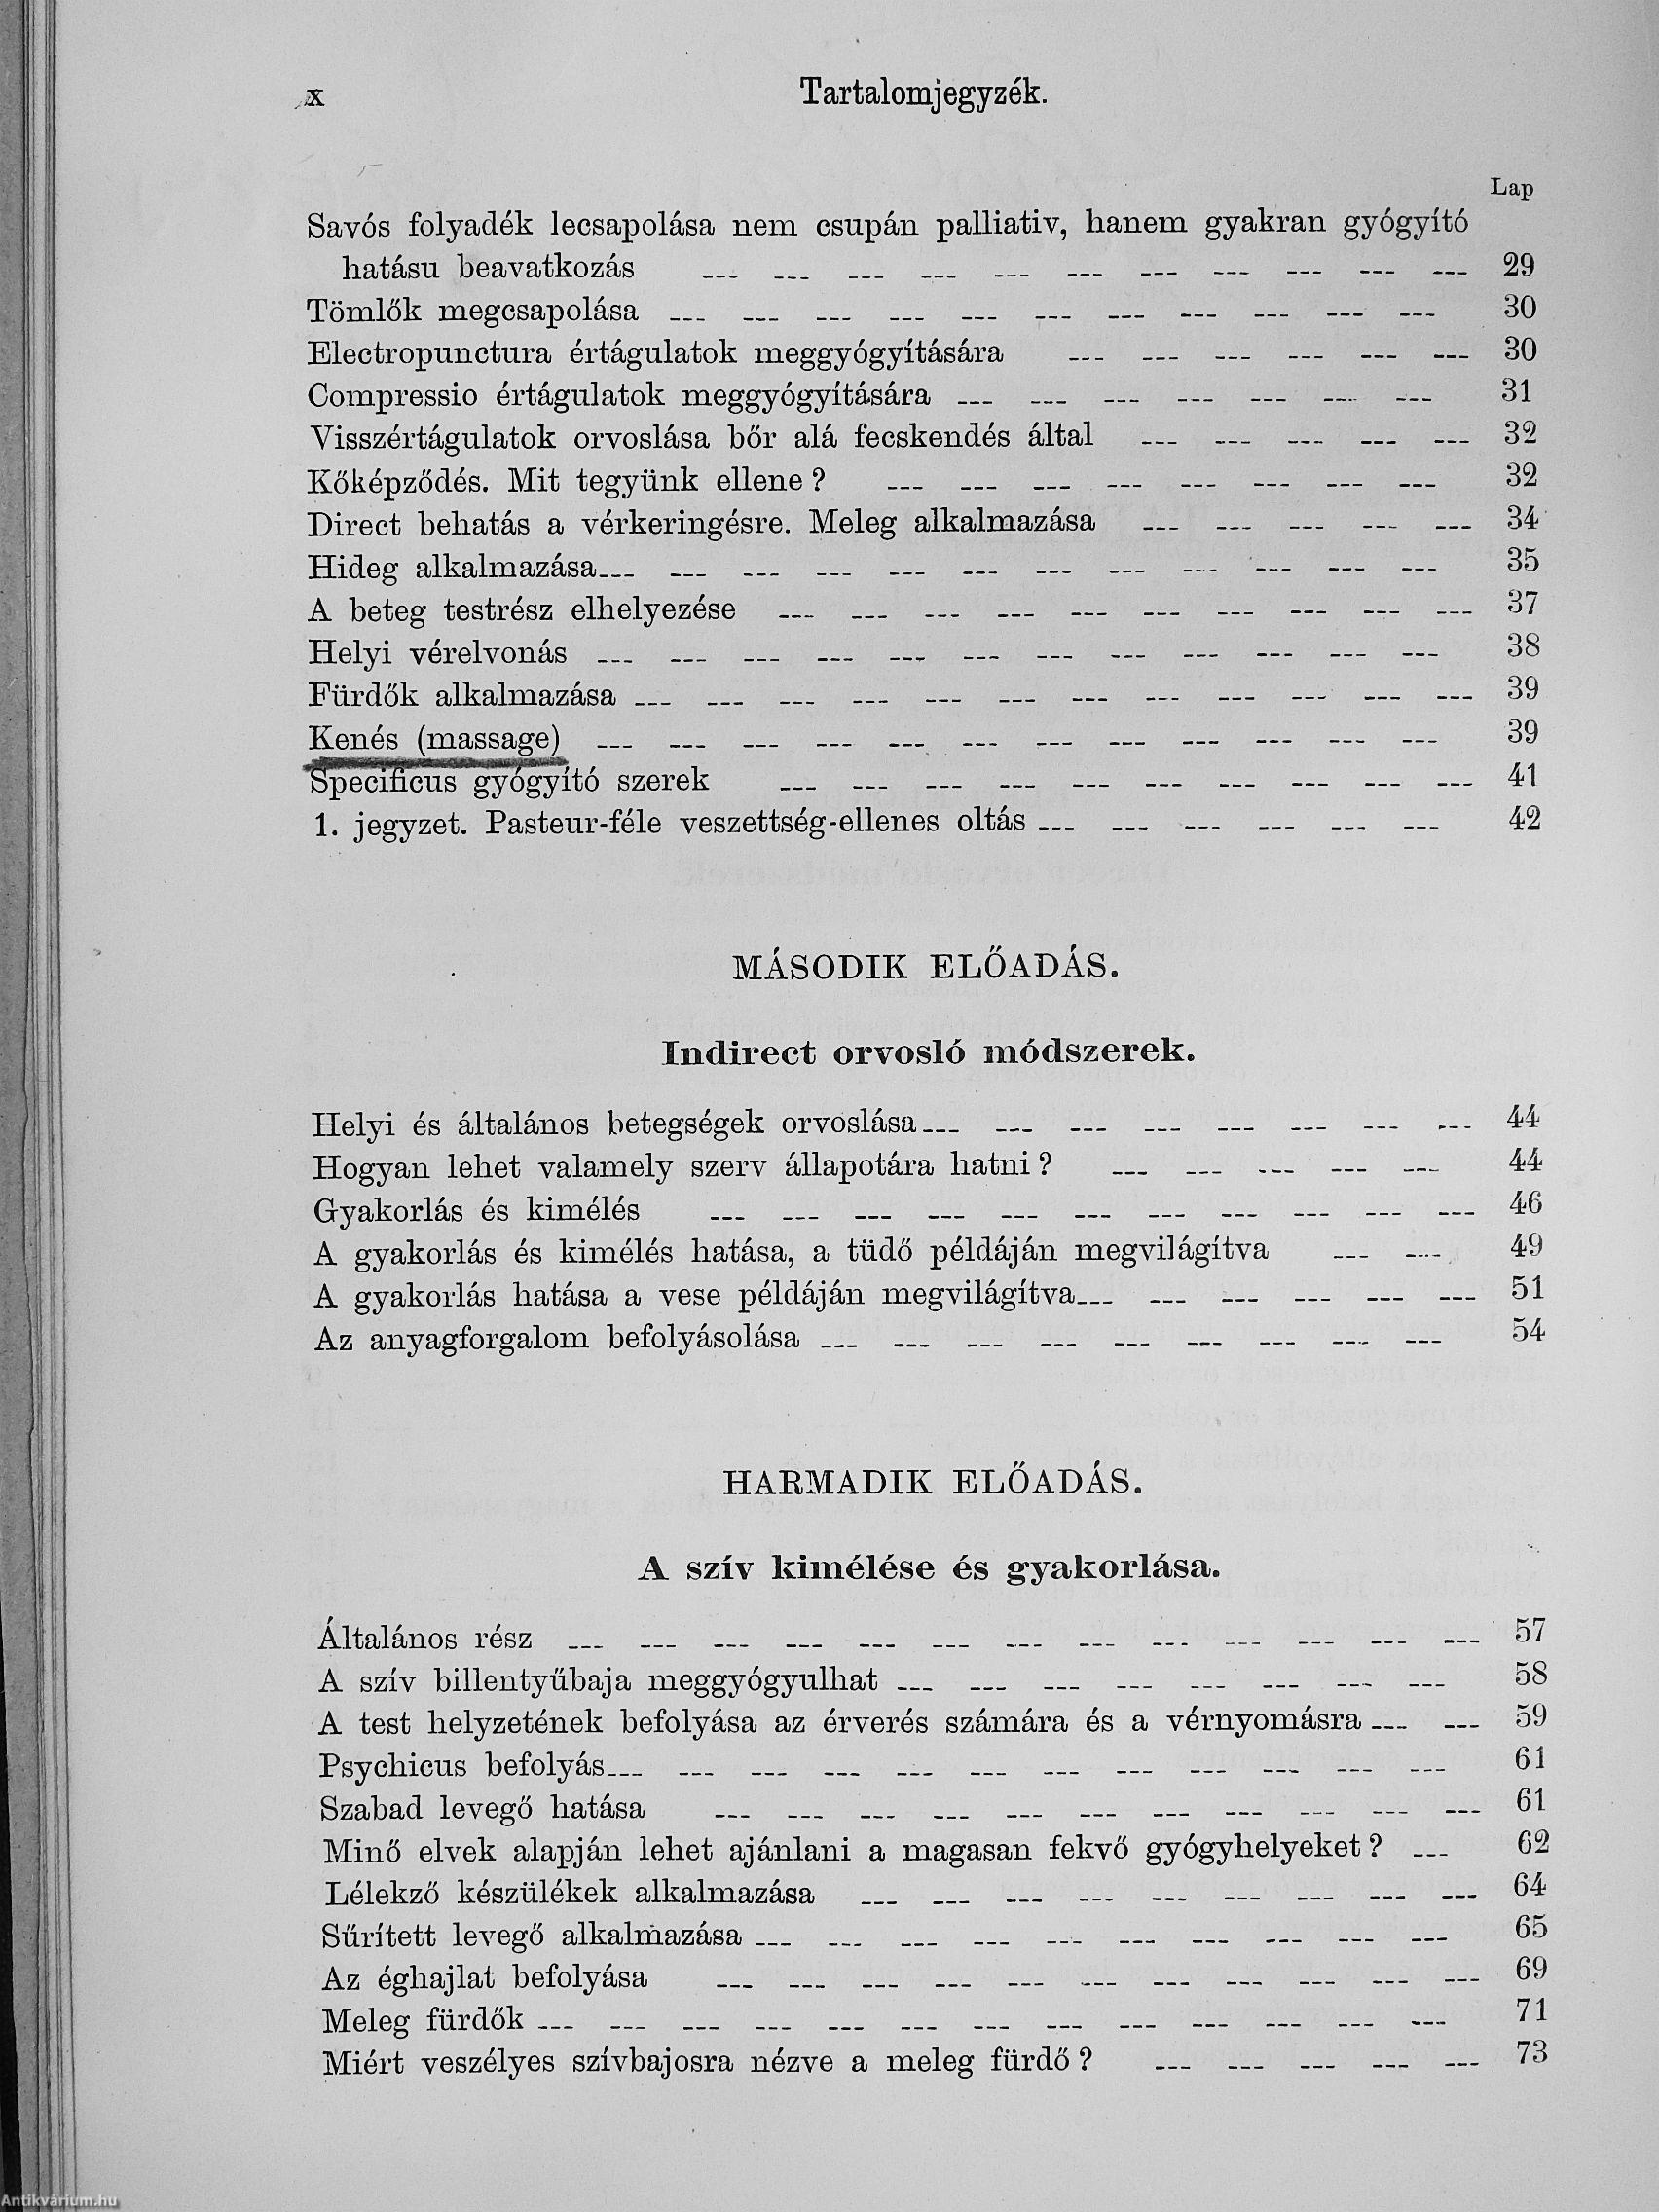 x
Tartalomjegyzék.
Lap
Savós folyadék lecsapolása nem csupán palliativ, hanem gyakran gyógyító
hatásu beavatkozás 29
Tömlők megcsapolása 30
Electropunctura értágulatok meggyógyítására 30
Compressio értágulatok meggyógyítására 31
Visszértágulatok orvoslása bőr alá fecskendés által 32
Kőképződés. Mit tegyünk ellene? 32
Direct behatás a vérkeringésre. Meleg alkalmazása 34
Hideg alkalmazása 35
A beteg testrész elhelyezése 37
Helyi vérelvonás 38
Fürdők alkalmazása 39
Kenés (massage) 39
Specificus gyógyító szerek 41
1. jegyzet. Pasteur-féle veszettség-ellenes oltás 42
MÁSODIK ELŐADÁS.
Indirect orvosló módszerek.
Helyi és általános betegségek orvoslása 44
Hogyan lehet valamely szerv állapotára hatni? 44
Gyakorlás és kimélés 46
A gyakorlás és kimélés hatása, a tüdő példáján megvilágítva 49
A gyakorlás hatása a vese példáján megvilágítva 51
Az anyagforgalom befolyásolása 54
HARMADIK ELŐADÁS.
A szív kimélése és gyakorlása.
Általános rész 57
A szív billentyűbaja meggyógyulhat 58
A test helyzetének befolyása az érverés számára és a vérnyomásra 59
Psychicus befolyás 61
Szabad levegő hatása 61
Minő elvek alapján lehet ajánlani a magasan fekvő gyógyhelyeket? 62
Lélekző készülékek alkalmazása 64
Sűrített levegő alkalmazása 65
Az éghajlat befolyása 69
Meleg fürdők 71
Miért veszélyes szívbajosra nézve a meleg fürdő? 73
Antikvárium.hu